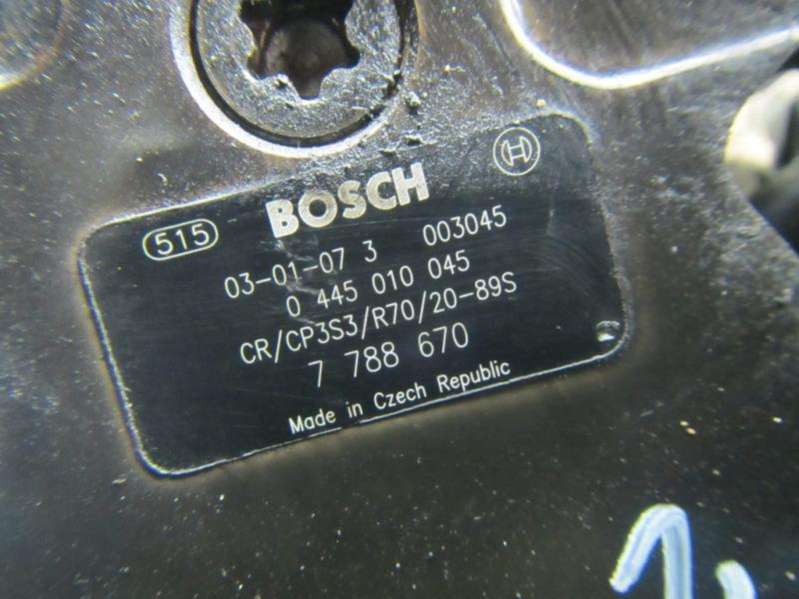 BOSCH
515
03-01-07 3 003045
0 445 010 045
CR/CP3S3/R70/20-89S
7 788 670
Made in Czech Republic